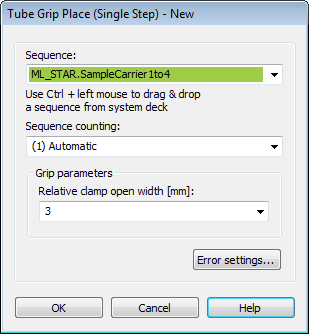 Tube Grip Place (Single Step) - New
Sequence:
ML_STAR.SampleCarrier1to4
Use Ctrl + left mouse to drag & drop
a sequence from system deck
Sequence counting:
(1) Automatic
Grip parameters
Relative clamp open width [mm]:
3
Error settings...
OK
Cancel
Help